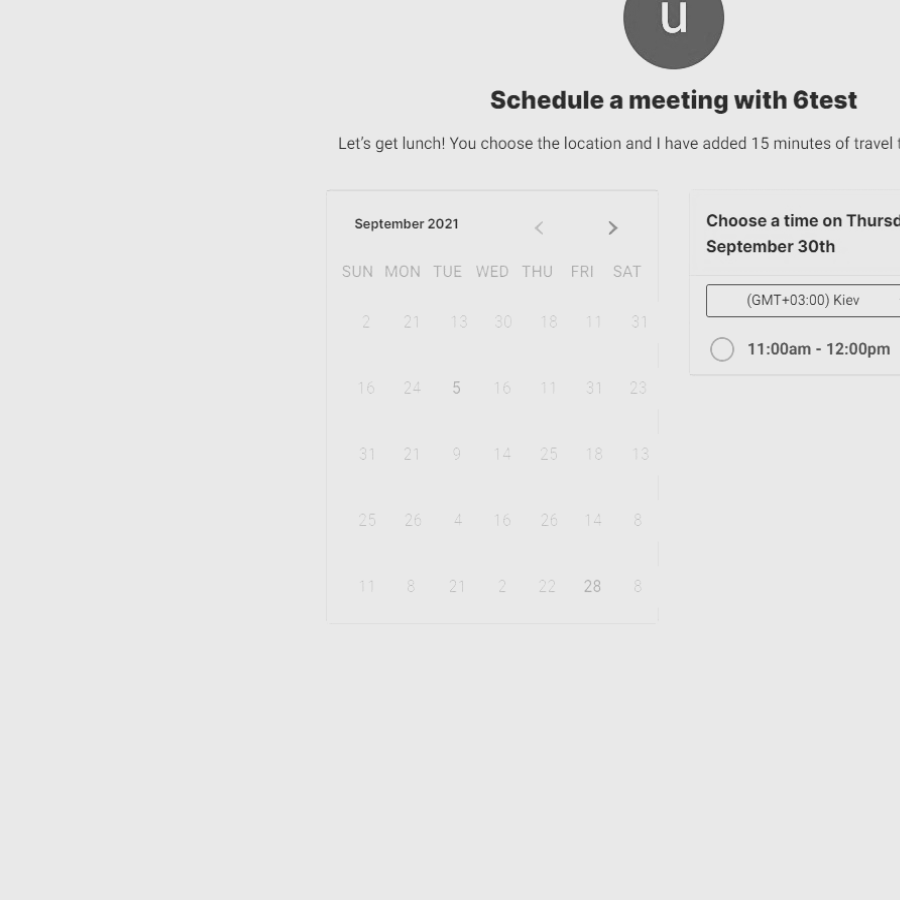 u
Schedule a meeting with 6test
Let's get lunch! You choose the location and I have added 15 minutes of travel
September 2021
SUN MON TUE WED THU FRI SAT
2 21 13 30 18 11 31
16 24 5 16 11 31 23
31 21 9 14 25 18 13
25 26 4 16 26 14 8
11 8 21 2 22 28 8
Choose a time on
September 30th
(GMT+03:00) Kiev
11:00am - 12:00pm